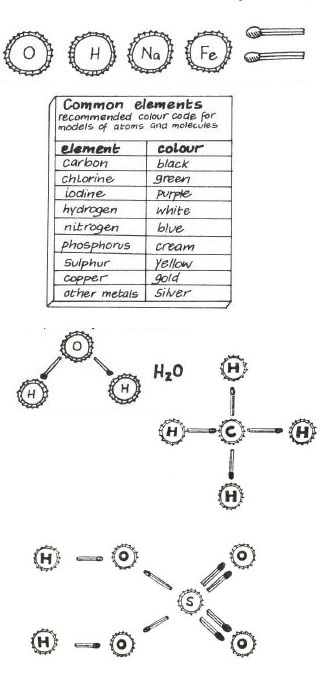 O H Na Fe
Common elements
recommended colour code for
models of atoms and molecules
element colour
carbon black
chlorine green
iodine purple
hydrogen white
nitrogen blue
phosphorus cream
Sulphur yellow
copper gold
other metals silver
O
H H
H₂O
H
H C H
H
H O O
S
H O O